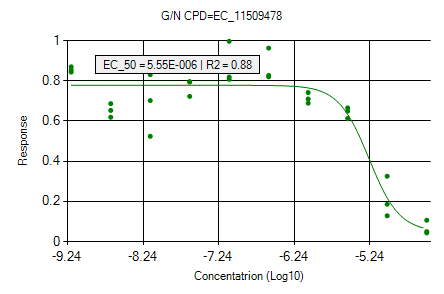 G/N CPD=EC_11509478
EC_50 = 5.55E-006 | R2 = 0.88
1
0.8
0.6
0.4
0.2
0
Response
-9.24 -8.24 -7.24 -6.24 -5.24
Concentatrion (Log10)